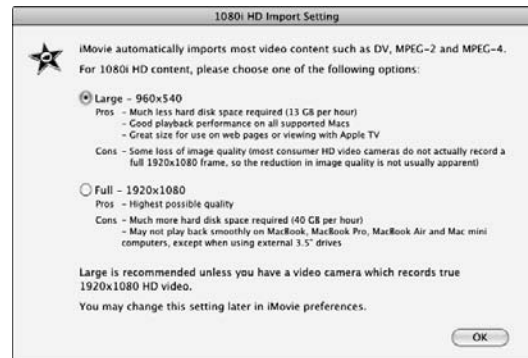 1080i HD Import Setting
iMovie automatically imports most video content such as DV, MPEG-2 and MPEG-4.
For 1080i HD content, please choose one of the following options:
Large - 960x540
Pros - Much less hard disk space required (13 GB per hour)
- Good playback performance on all supported Macs
- Great size for use on web pages or viewing with Apple TV
Cons - Some loss of image quality (most consumer HD video cameras do not actually record a
full 1920x1080 frame, so the reduction in image quality is not usually apparent)
Full - 1920x1080
Pros - Highest possible quality
Cons - Much more hard disk space required (40 GB per hour)
- May not play back smoothly on MacBook, MacBook Pro, MacBook Air and Mac mini
computers, except when using external 3.5" drives
Large is recommended unless you have a video camera which records true
1920x1080 HD video.
You may change this setting later in iMovie preferences.
OK